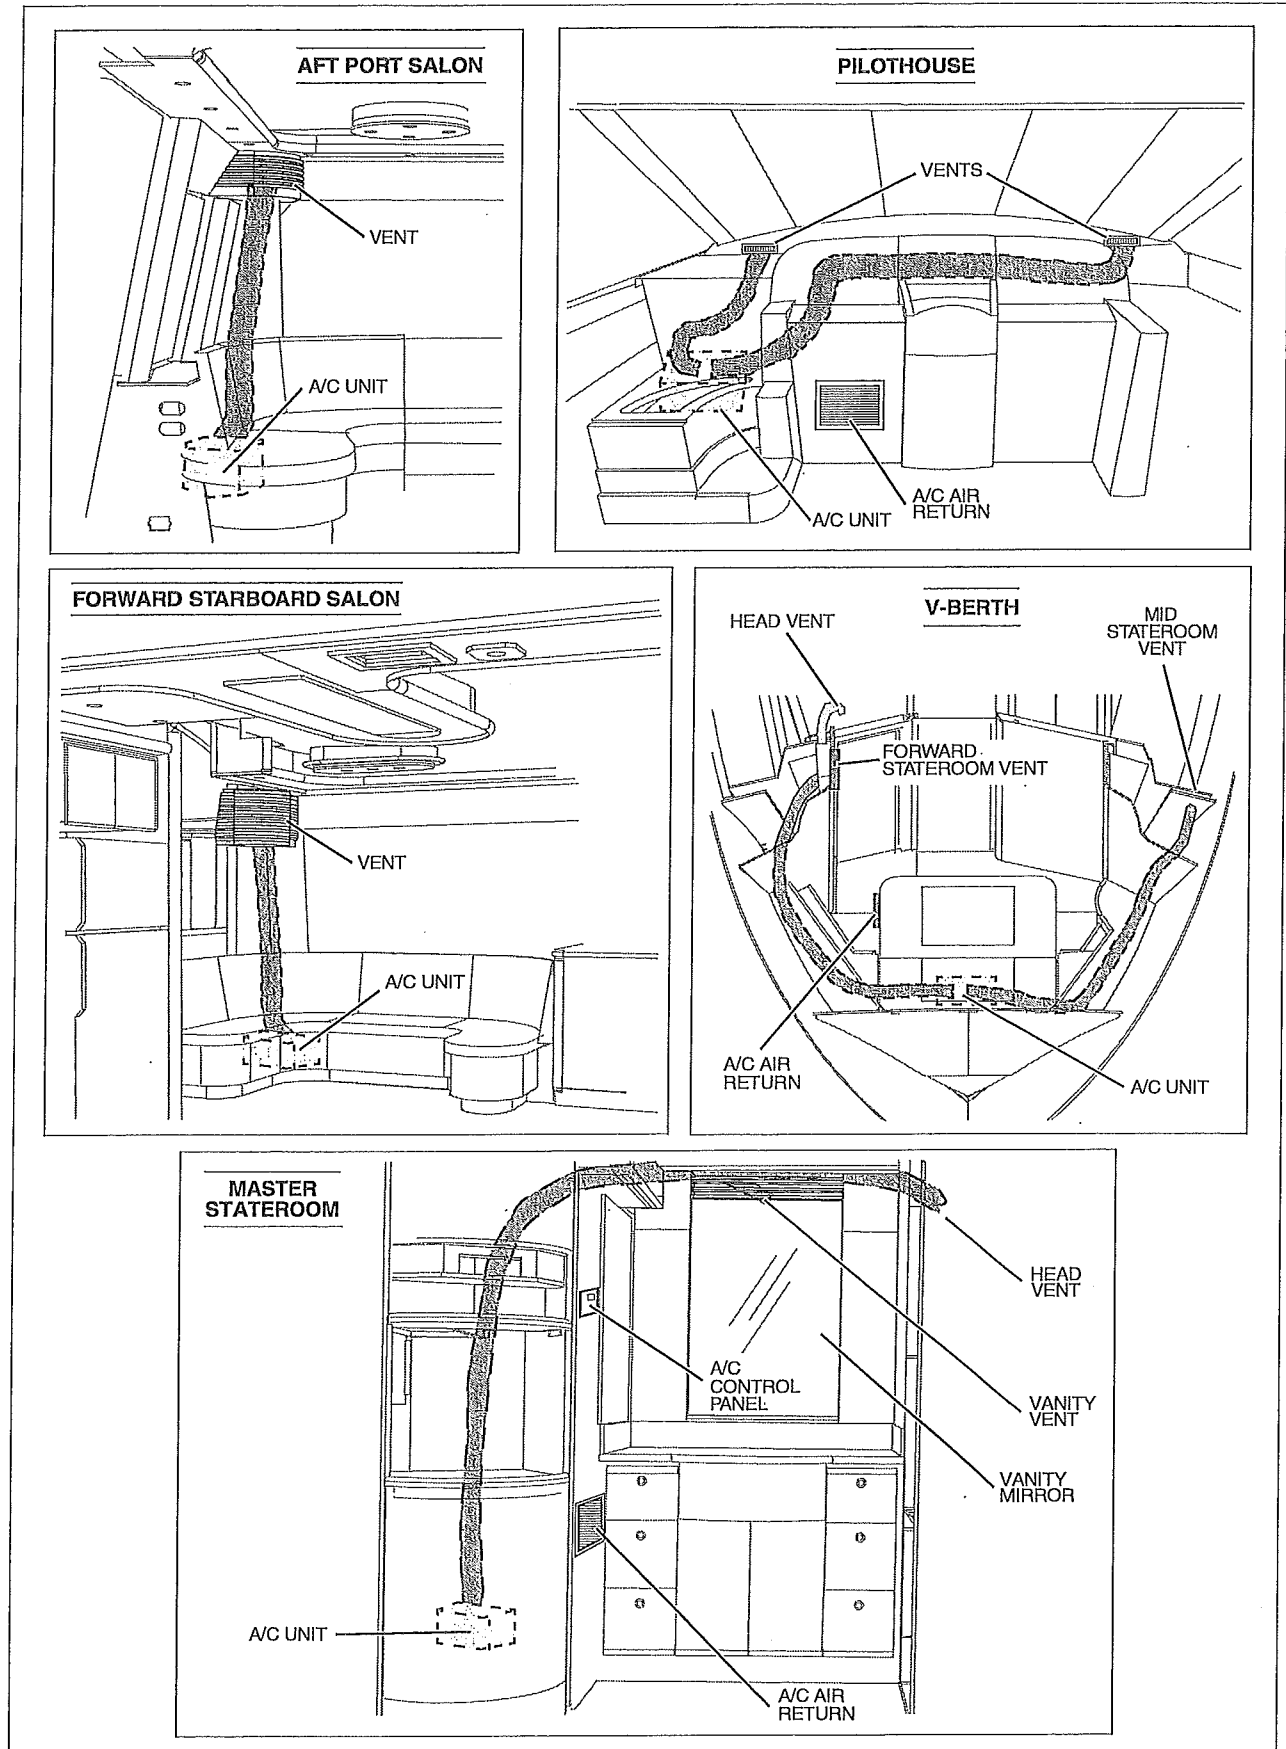 AFT PORT SALON
VENT
A/C UNIT
PILOTHOUSE
VENTS
A/C UNIT
A/C AIR
RETURN
FORWARD STARBOARD SALON
VENT
A/C UNIT
V-BERTH
HEAD VENT
MID
STATEROOM
VENT
FORWARD
STATEROOM VENT
A/C AIR
RETURN
A/C UNIT
MASTER
STATEROOM
HEAD
VENT
A/C
CONTROL
PANEL
VANITY
VENT
VANITY
MIRROR
A/C UNIT
A/C AIR
RETURN